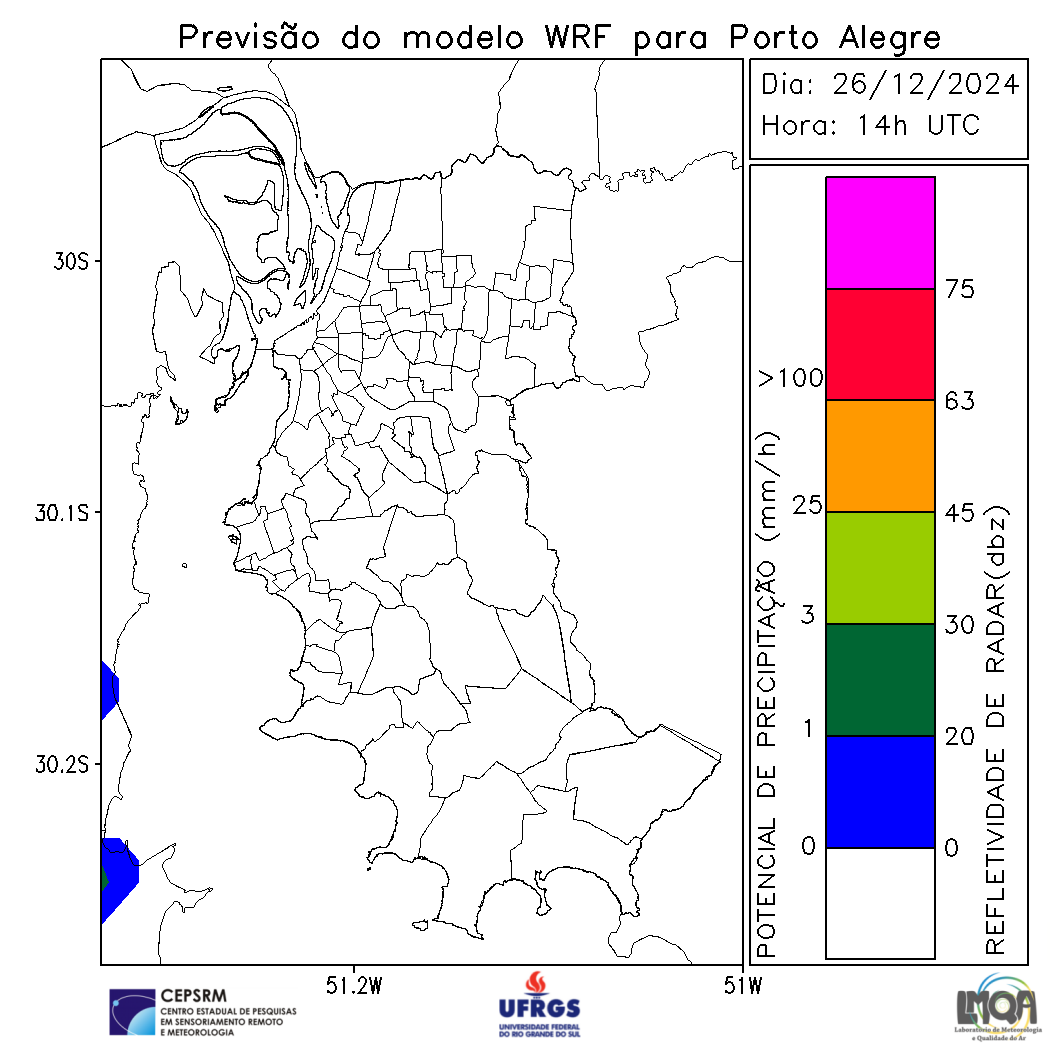 Previsão do modelo WRF para Porto Alegre
Dia: 26/12/2024
Hora: 14h UTC
30S
30.1S
30.2S
51.2W
51W
POTENCIAL DE PRECIPITAÇÃO (mm/h)
>100
25
3
1
0
75
63
45
30
20
0
REFLETIVIDADE DE RADAR(dbz)
CEPSRM
CENTRO ESTADUAL DE PESQUISAS
EM SENSORIAMENTO REMOTO
E METEOROLOGIA
UFRGS
UNIVERSIDADE FEDERAL
DO RIO GRANDE DO SUL
LMQA
Laboratório de Meteorologia
e Qualidade do Ar